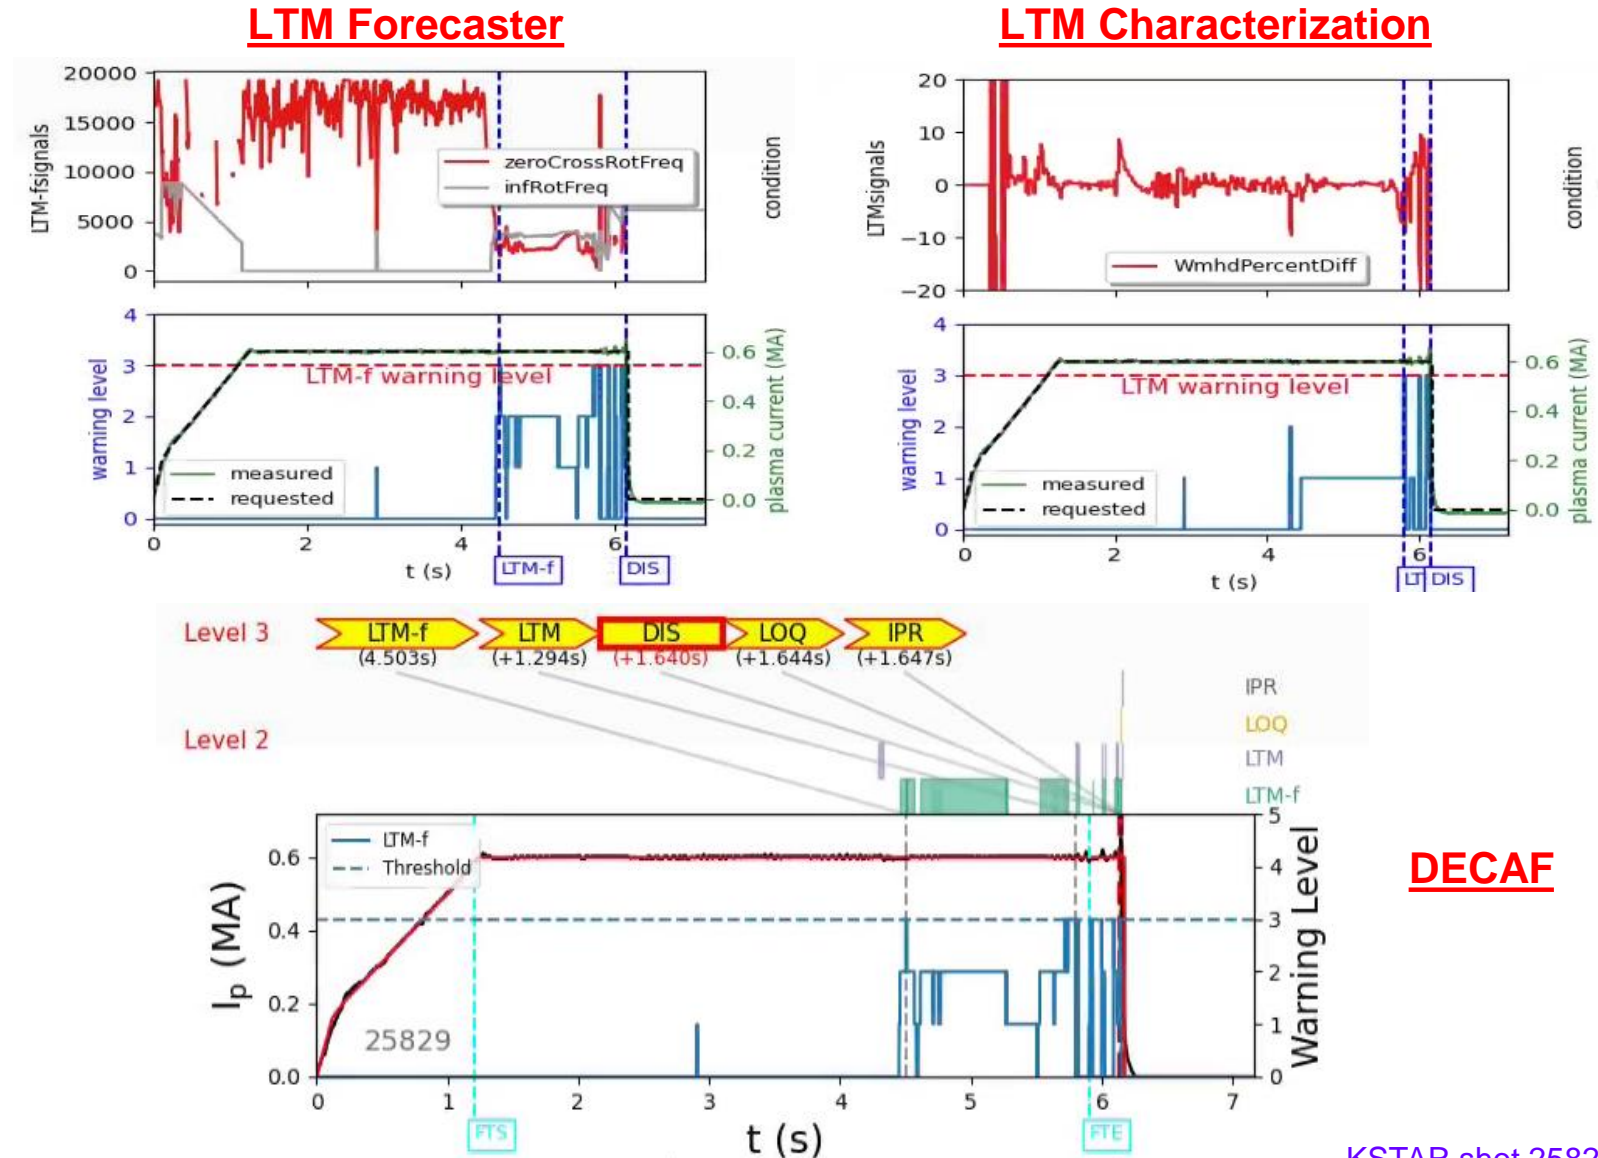 LTM Forecaster
LTM Characterization
20000
15000
10000
5000
0
LTM-fsignals
zeroCrossRotFreq
infRotFreq
condition
4
3
2
1
0
warning level
LTM-f warning level
measured
requested
0.6
0.4
0.2
0.0
plasma current (MA)
0
2
4
6
t (s)
LTM-f
DIS
20
10
0
−10
−20
LTMsignals
WmhdPercentDiff
condition
4
3
2
1
0
warning level
LTM warning level
measured
requested
0.6
0.4
0.2
0.0
plasma current (MA)
0
2
4
6
t (s)
LT
DIS
Level 3
LTM-f
LTM
DIS
LOQ
IPR
(4.503s)
(+1.294s)
(+1.640s)
(+1.644s)
(+1.647s)
IPR
LOQ
Level 2
LTM
LTM-f
LTM-f
Threshold
0.6
0.4
0.2
0.0
Ip (MA)
25829
5
4
3
2
1
0
Warning Level
DECAF
0
1
2
3
4
5
6
7
FTS
FTE
t (s)
KSTAR shot 2582